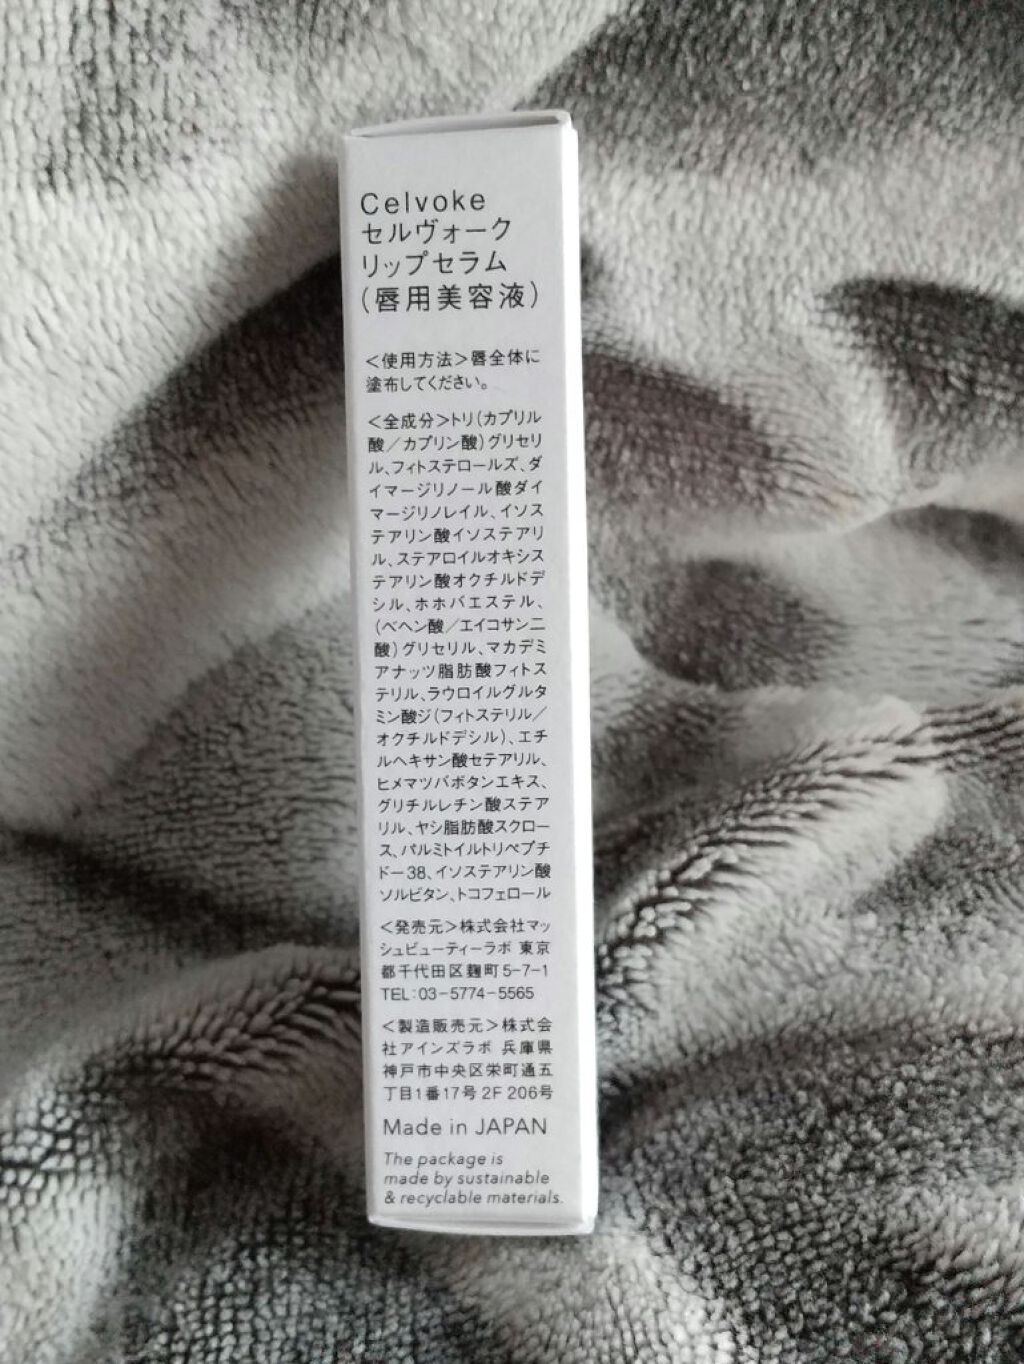 Celvoke
セルヴォーク
リップセラム
(唇用美容液)
＜使用方法＞唇全体に
塗布してください。
＜全成分＞トリ(カプリル
酸／カプリン酸)グリセリ
ル、フィトステロールズ、ダ
イマージリノール酸ダイ
マージリノレイル、イソス
テアリン酸イソステアリ
ル、ステアロイルオキシス
テアリン酸オクチルドデ
シル、ホホバエステル、
(ベヘン酸／エイコサン二
酸)グリセリル、マカデミ
アナッツ脂肪酸フィトス
テリル、ラウロイルグルタ
ミン酸ジ(フィトステリル／
オクチルドデシル)、エチ
ルヘキサン酸セテアリル、
ヒメマツバボタンエキス、
グリチルレチン酸ステア
リル、ヤシ脂肪酸スクロー
ス、パルミトイルトリペプチ
ドー38、イソステアリン酸
ソルビタン、トコフェロール
＜発売元＞株式会社マッ
シュビューティーラボ 東京
都千代田区麹町5-7-1
TEL:03-5774-5565
＜製造販売元＞株式会
社アインズラボ 兵庫県
神戸市中央区栄町通五
丁目1番17号 2F 206号
Made in JAPAN
The package is
made by sustainable
& recyclable materials.